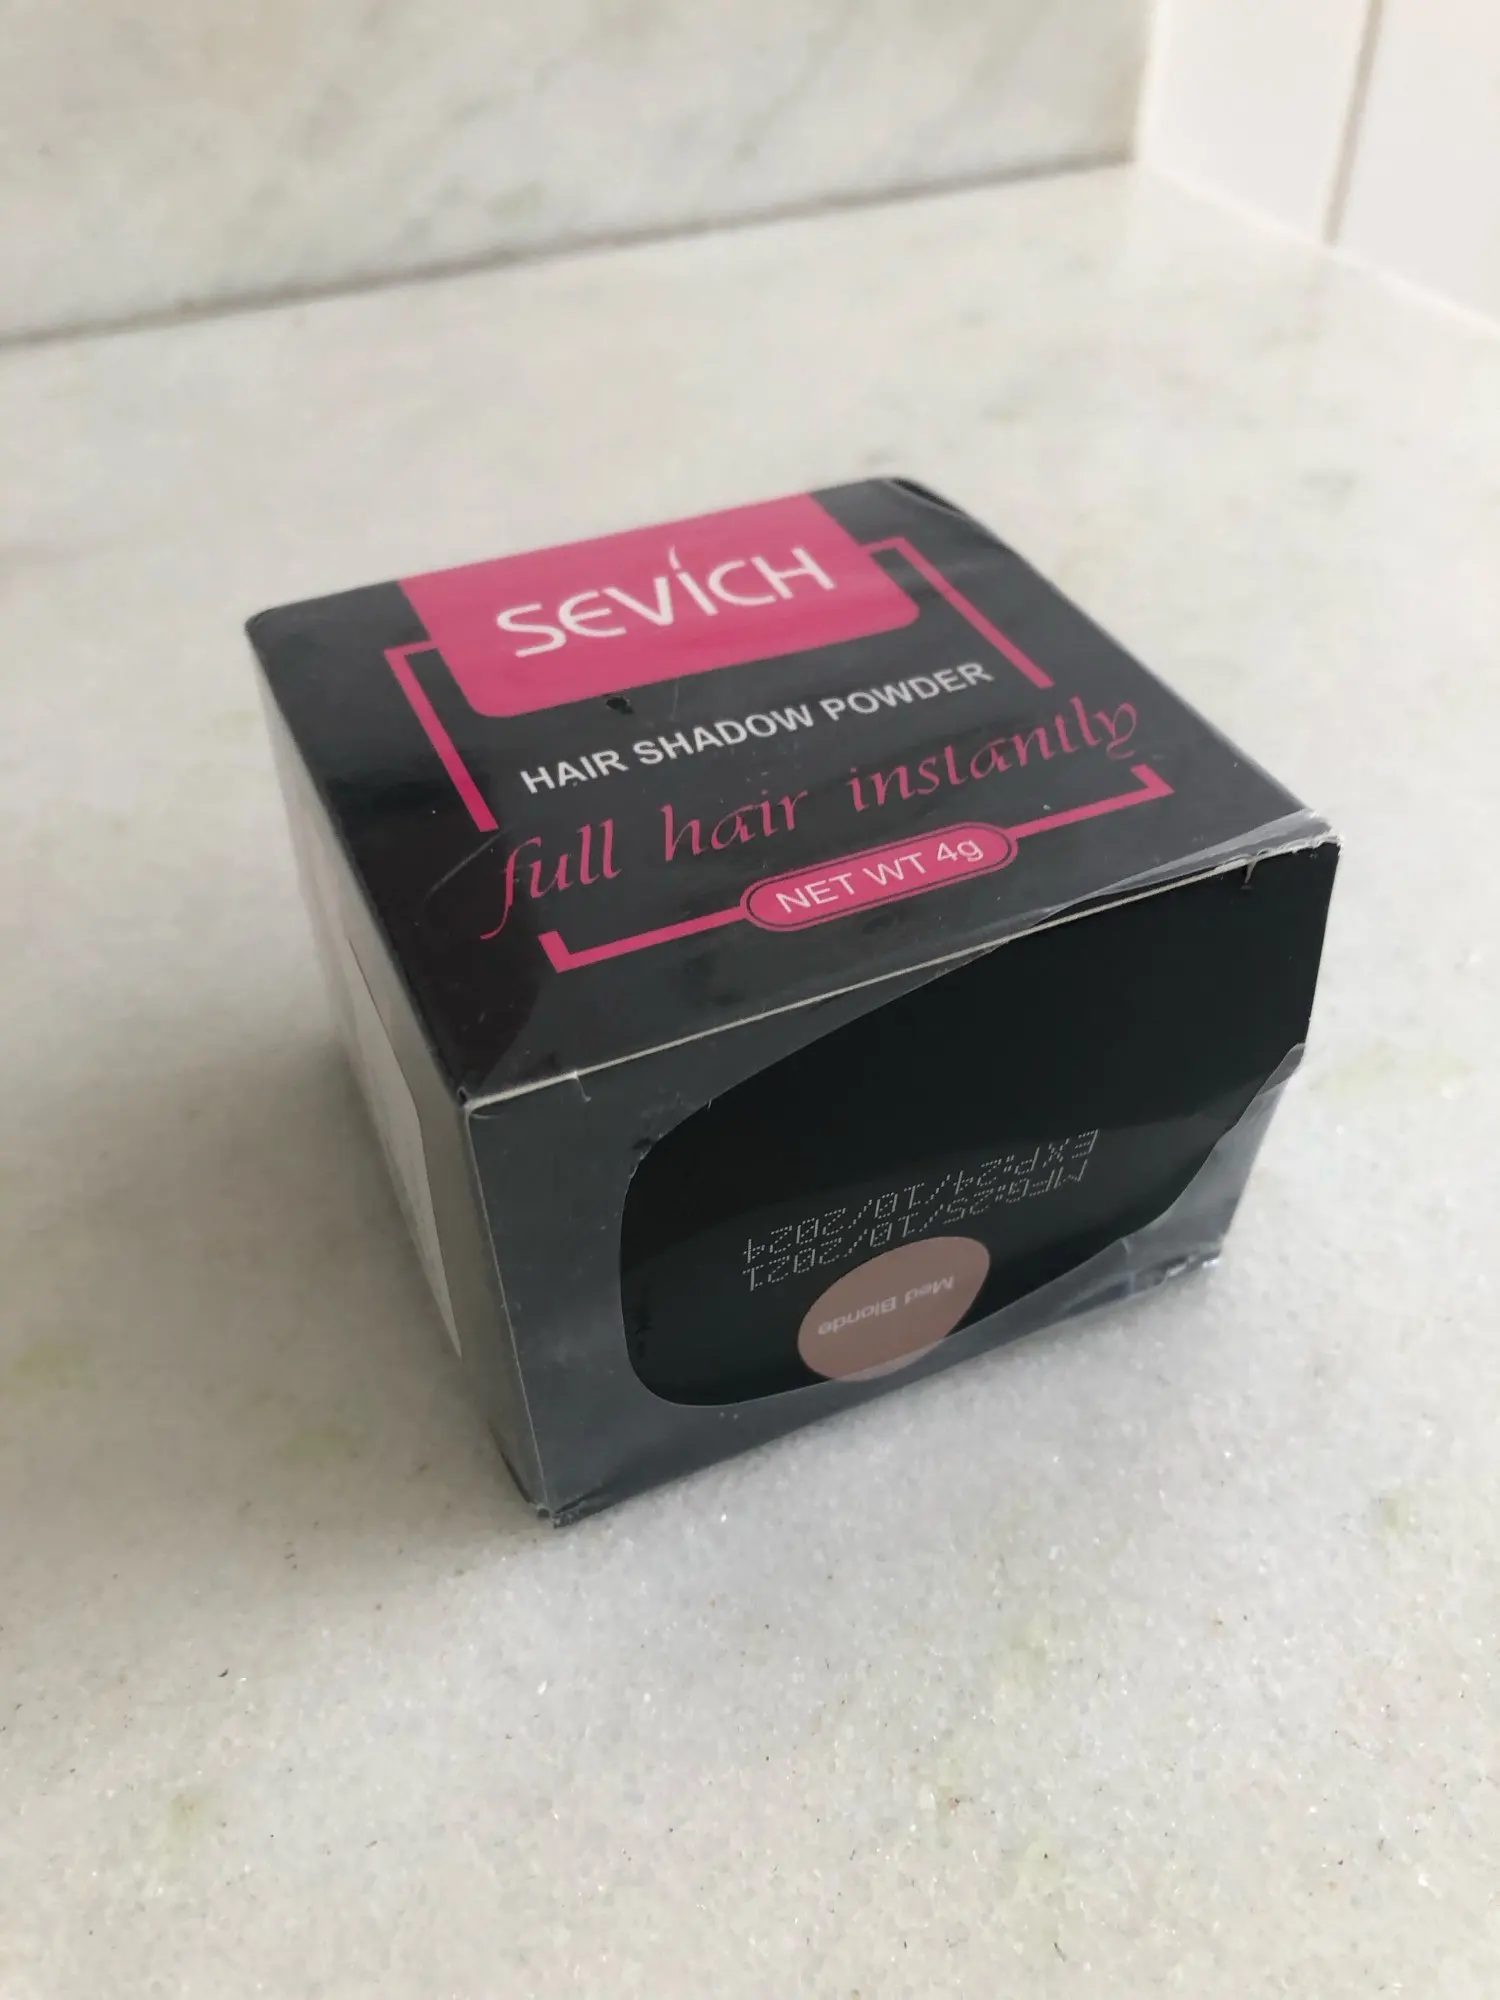 SEVICH
HAIR SHADOW POWDER
full hair instantly
NET WT 4g
Med Blonde
MFG:25/10/2021
EXP:24/10/2024